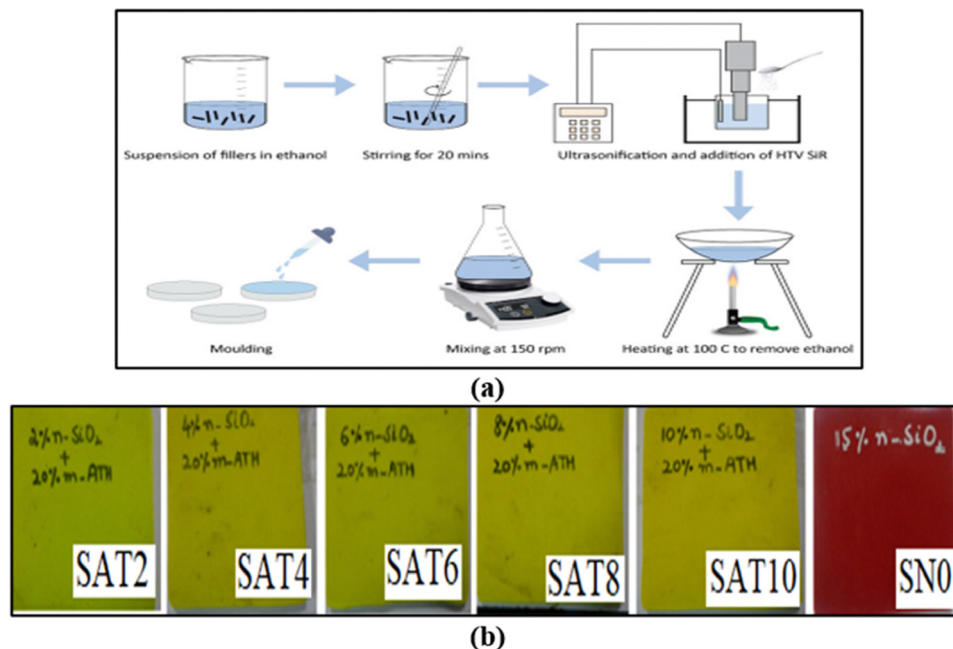 Suspension of fillers in ethanol
Stirring for 20 mins
Ultrasonification and addition of HTV SiR
Moulding
Mixing at 150 rpm
Heating at 100 C to remove ethanol
(a)
2% n-SiO2
+
20% m-ATH
SAT2
4% n-SiO2
+
20% m-ATH
SAT4
6% n-SiO2
+
20% m-ATH
SAT6
8% n-SiO2
+
20% m-ATH
SAT8
10% n-SiO2
+
20% m-ATH
SAT10
15% n-SiO2
SN0
(b)